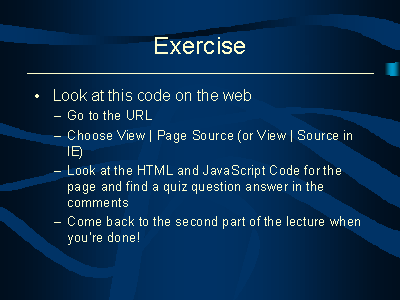 Exercise
• Look at this code on the web
– Go to the URL
– Choose View | Page Source (or View | Source in
IE)
– Look at the HTML and JavaScript Code for the
page and find a quiz question answer in the
comments
– Come back to the second part of the lecture when
you're done!